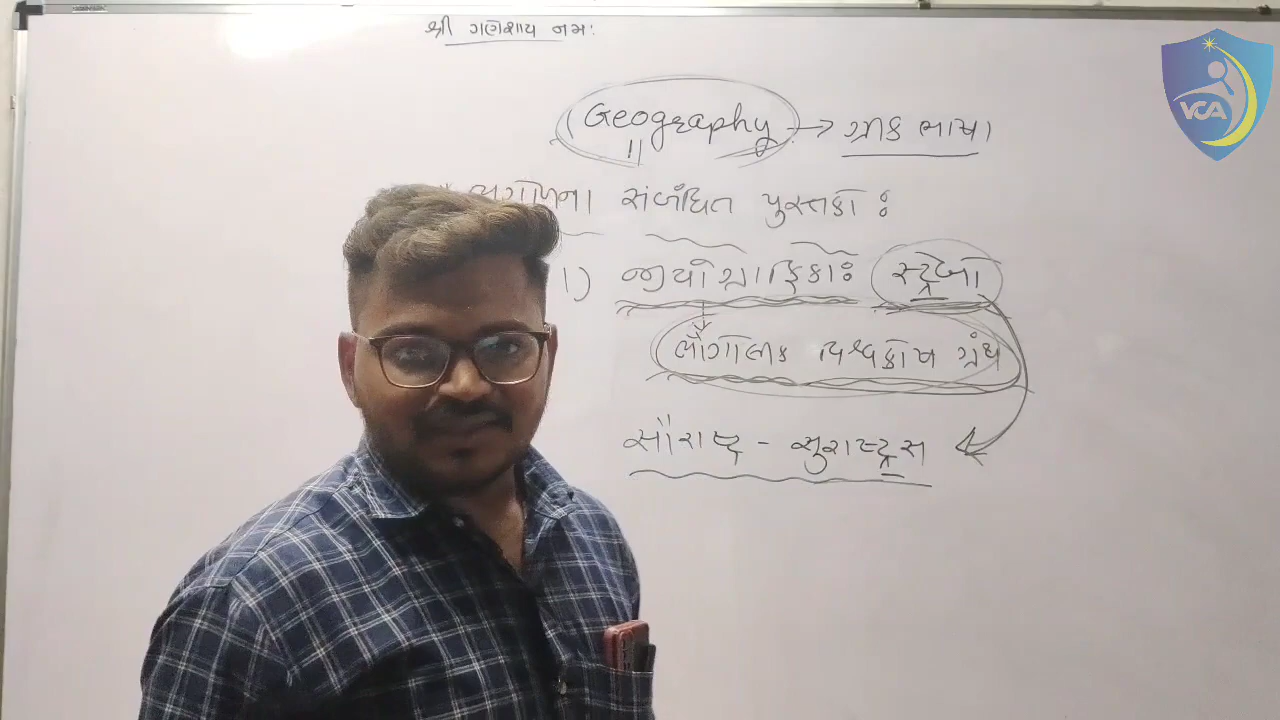 શ્રી ગણેશાય નમઃ
VCA
Geography → ગ્રીક ભાષા
સંબંધિત પુસ્તકો :
1) જીયોગ્રાફિકા: સ્ટ્રેબો
ભૌગોલીક વિશ્વકોષ ગ્રંથ
સૌરાષ્ટ્ર - સુરાષ્ટ્રસ